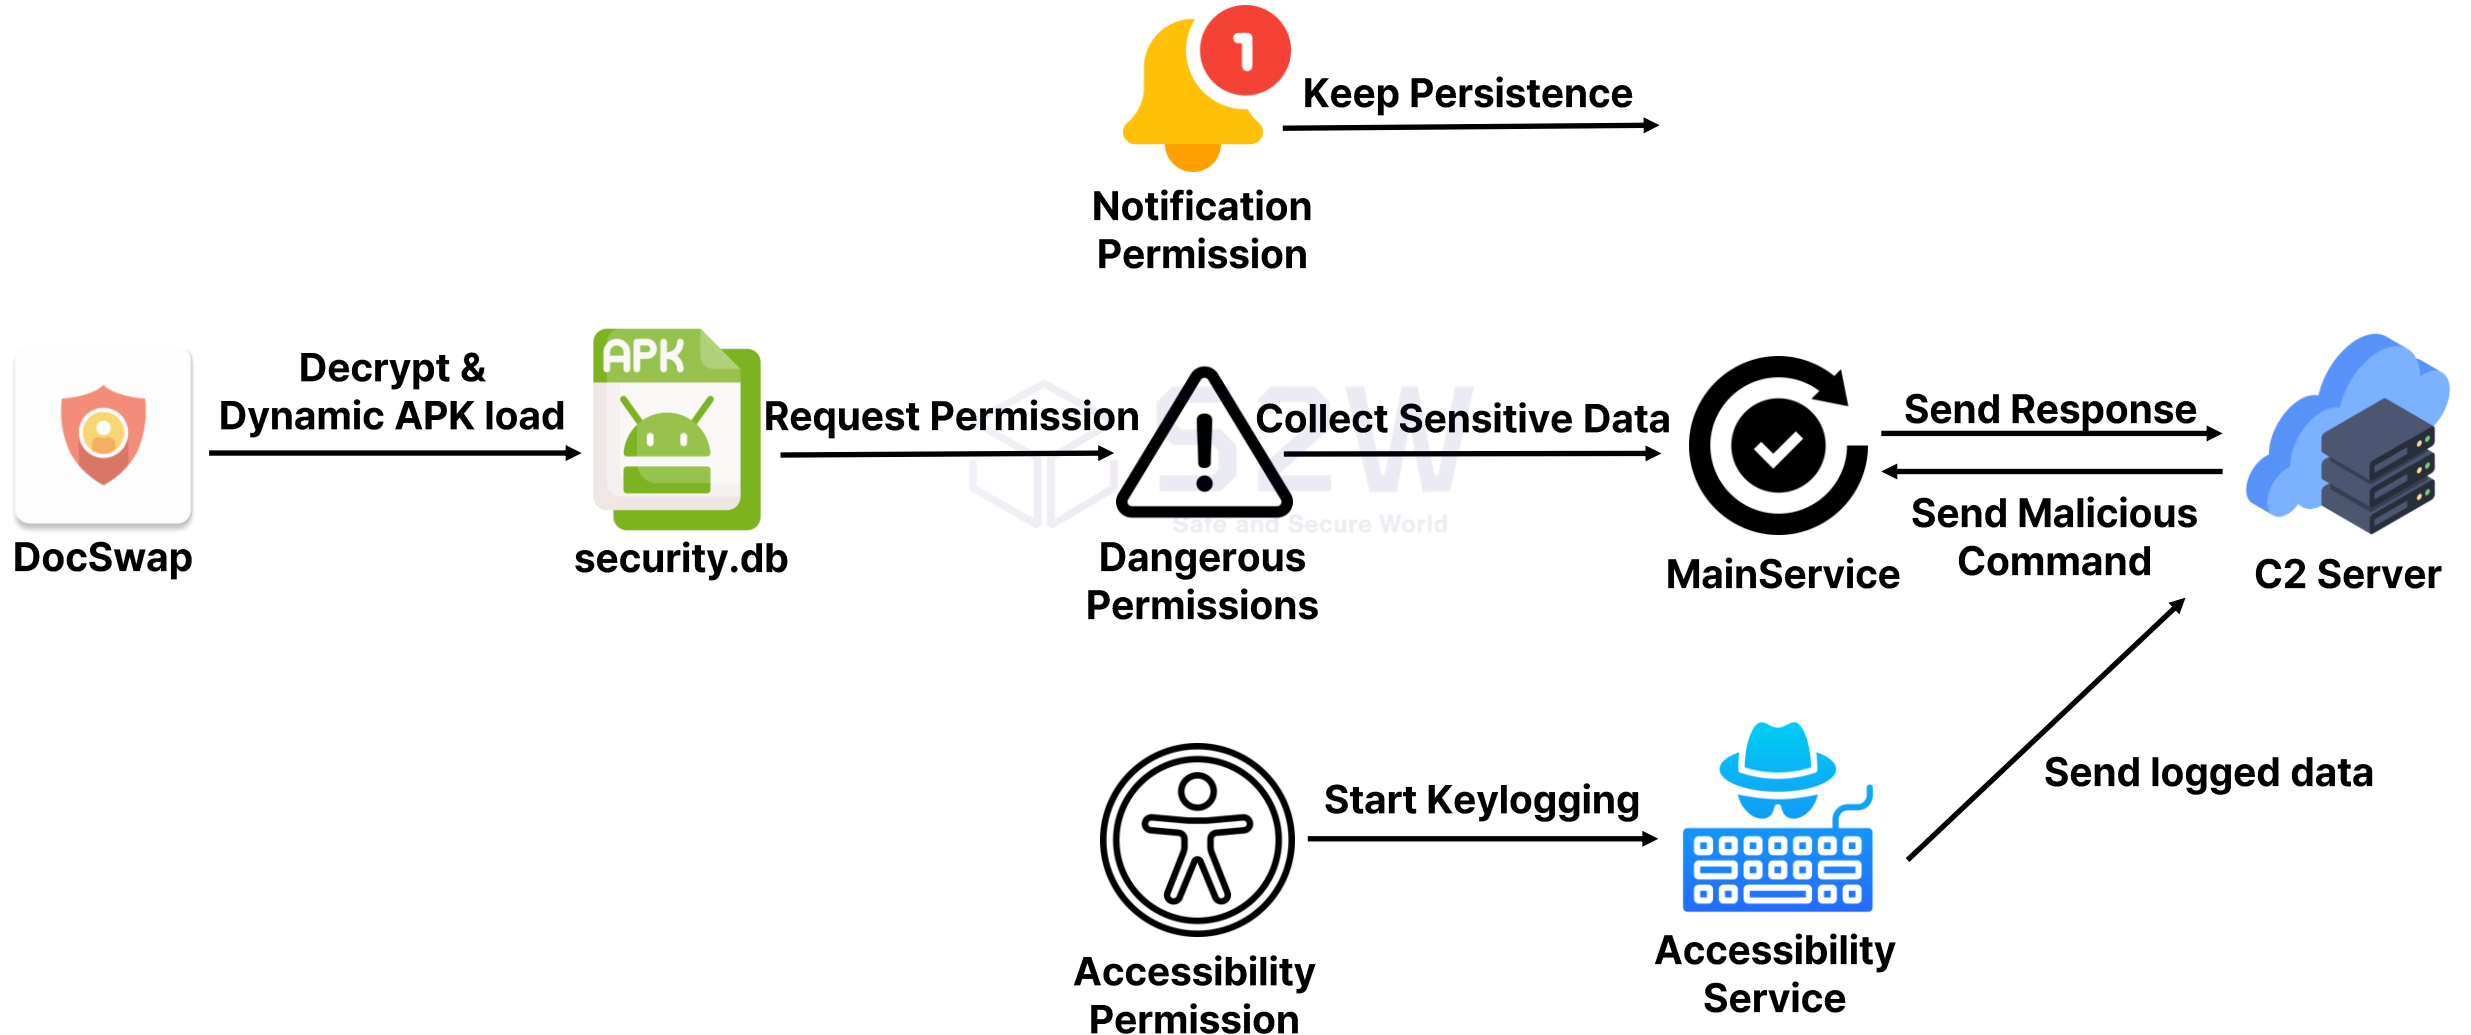 1
Keep Persistence
Notification
Permission
Decrypt &
Dynamic APK load
APK
Request Permission
Collect Sensitive Data
Send Response
Send Malicious
Command
S2W
Safe and Secure World
DocSwap
security.db
Dangerous
Permissions
MainService
C2 Server
Start Keylogging
Send logged data
Accessibility
Permission
Accessibility
Service